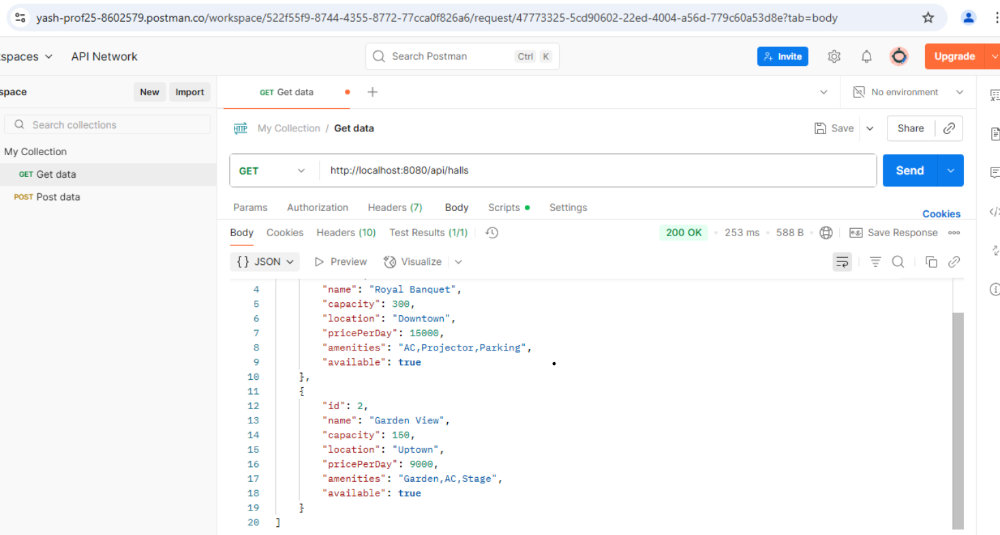 yash-prof25-8602579.postman.co/workspace/522f55f9-8744-4355-8772-77cca0f826a6/request/47773325-5cd90602-22ed-4004-a56d-779c60a53d8e?tab=body
spaces API Network Search Postman Ctrl K Invite Upgrade
space New Import GET Get data No environment
Search collections My Collection / Get data Save Share
My Collection
GET Get data
POST Post data
GET http://localhost:8080/api/halls Send
Params Authorization Headers (7) Body Scripts Settings Cookies
Body Cookies Headers (10) Test Results (1/1) 200 OK 253 ms 588 B e.g. Save Response
{} JSON Preview Visualize
4 "name": "Royal Banquet",
5 "capacity": 300,
6 "location": "Downtown",
7 "pricePerDay": 15000,
8 "amenities": "AC,Projector,Parking",
9 "available": true
10 },
11 {
12 "id": 2,
13 "name": "Garden View",
14 "capacity": 150,
15 "location": "Uptown",
16 "pricePerDay": 9000,
17 "amenities": "Garden,AC,Stage",
18 "available": true
19 }
20 ]